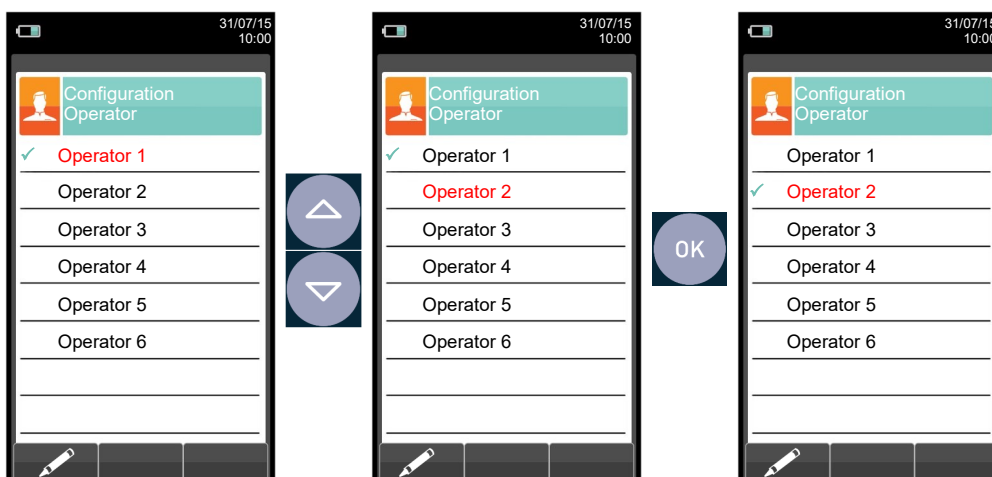 31/07/15
10:00
Configuration
Operator
Operator 1
Operator 2
Operator 3
Operator 4
Operator 5
Operator 6
31/07/15
10:00
Configuration
Operator
Operator 1
Operator 2
Operator 3
Operator 4
Operator 5
Operator 6
OK
31/07/15
10:00
Configuration
Operator
Operator 1
Operator 2
Operator 3
Operator 4
Operator 5
Operator 6